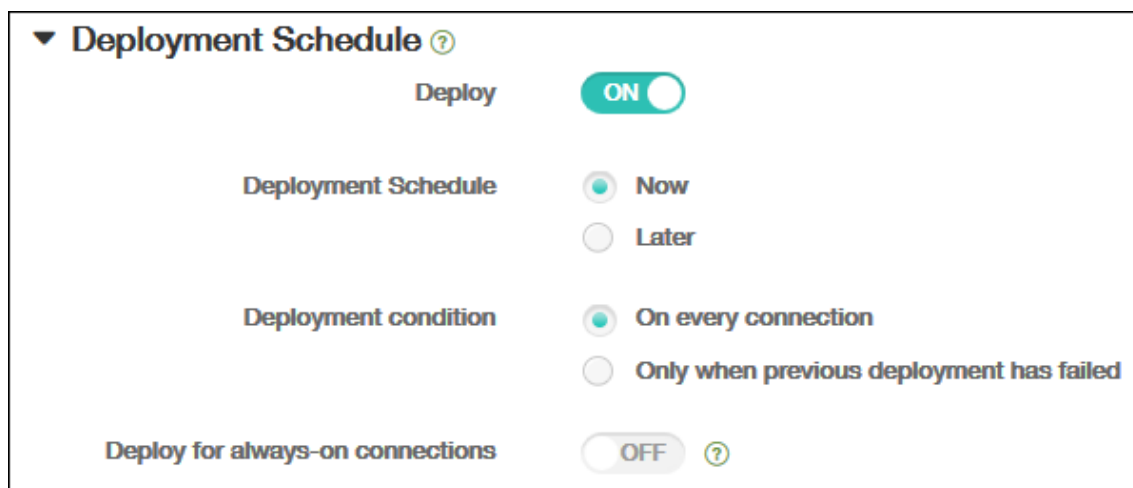 Deployment Schedule ?
Deploy ON
Deployment Schedule Now
Later
Deployment condition On every connection
Only when previous deployment has failed
Deploy for always-on connections OFF ?